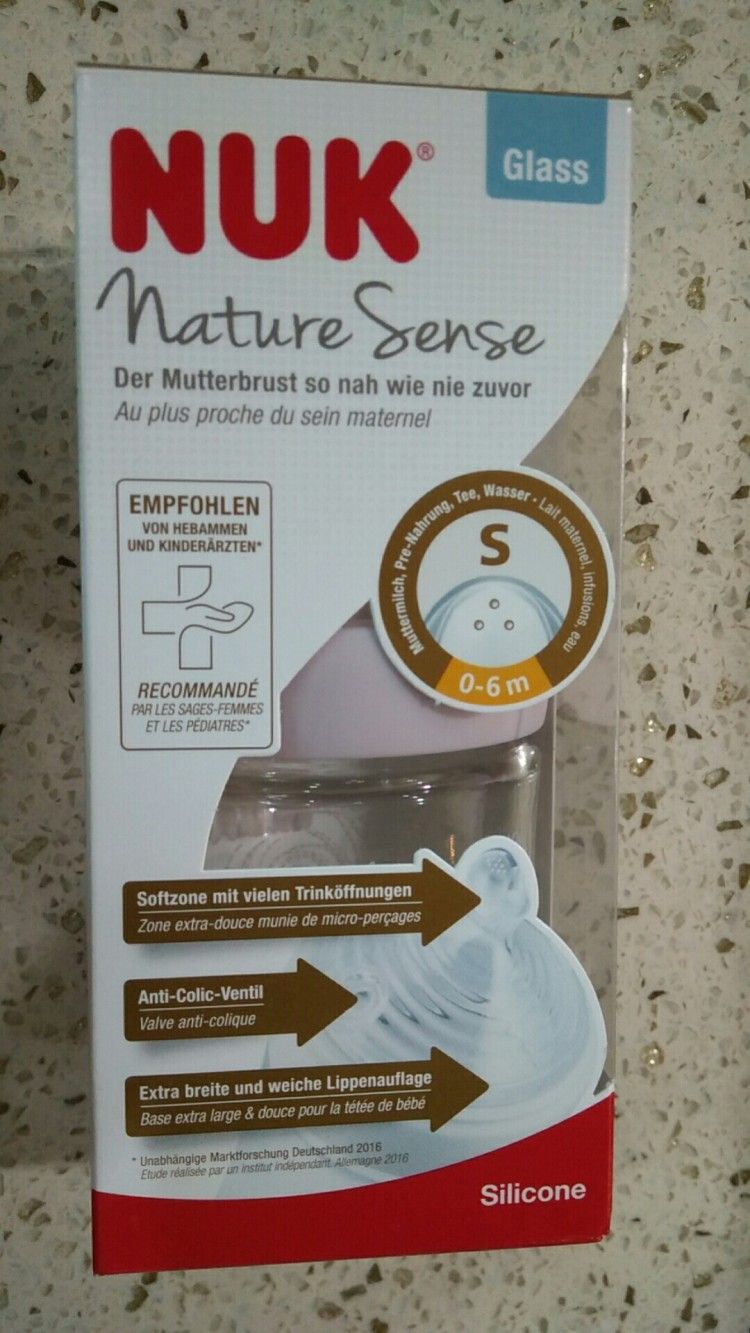 NUK®
Glass
Nature Sense
Der Mutterbrust so nah wie nie zuvor
Au plus proche du sein maternel
EMPFOHLEN
VON HEBAMMEN
UND KINDERÄRZTEN*
RECOMMANDÉ
PAR LES SAGES-FEMMES
ET LES PÉDIATRES*
Muttermilch, Pre-Nahrung, Tee, Wasser • Lait maternel, infusions, eau
S
0-6 m
Softzone mit vielen Trinköffnungen
Zone extra-douce munie de micro-perçages
Anti-Colic-Ventil
Valve anti-colique
Extra breite und weiche Lippenauflage
Base extra large & douce pour la tétée de bébé
* Unabhängige Marktforschung Deutschland 2016
Etude réalisée par un institut indépendant. Allemagne 2016
Silicone